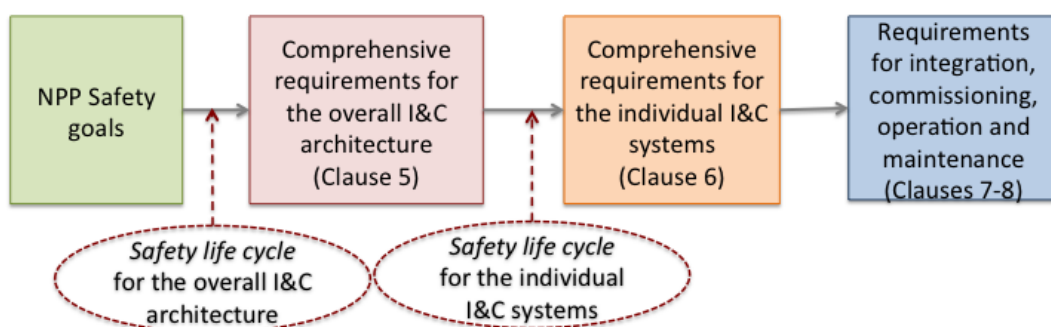 NPP Safety
goals
Comprehensive
requirements for
the overall I&C
architecture
(Clause 5)
Comprehensive
requirements for
the individual I&C
systems
(Clause 6)
Requirements
for integration,
commissioning,
operation and
maintenance
(Clauses 7-8)
Safety life cycle
for the overall I&C
architecture
Safety life cycle
for the individual
I&C systems